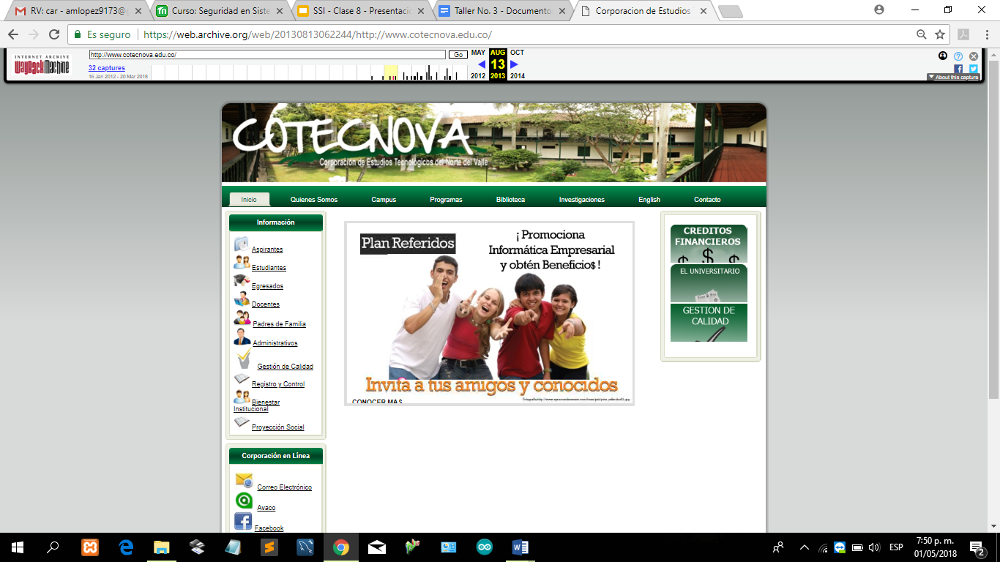 RV: car - amlopez9173@g
Curso: Seguridad en Siste
SSI - Clase 8 - Presentaci
Taller No. 3 - Documento
Corporacion de Estudios
Es seguro
https://web.archive.org/web/20130813062244/http://www.cotecnova.edu.co/
INTERNET ARCHIVE
WayBackMachine
http://www.cotecnova.edu.co/
Go
MAY AUG OCT
32 captures
13
16 Jan 2012 - 20 Mar 2018
2012 2013 2014
About this capture
COTECNOVA
Corporación de Estudios Tecnológicos del Norte del Valle
Inicio Quienes Somos Campus Programas Biblioteca Investigaciones English Contacto
Información
Aspirantes
Estudiantes
Egresados
Docentes
Padres de Familia
Administrativos
Gestión de Calidad
Registro y Control
Bienestar
Institucional
Proyección Social
Corporación en Línea
Correo Electrónico
Avaco
Facebook
Plan Referidos
¡ Promociona
Informática Empresarial
y obtén Beneficio$ !
Invita a tus amigos y conocidos
CONOCER MAS
CREDITOS
FINANCIEROS
$ $ $
EL UNIVERSITARIO
GESTION DE
CALIDAD
ESP
7:50 p. m.
01/05/2018
2